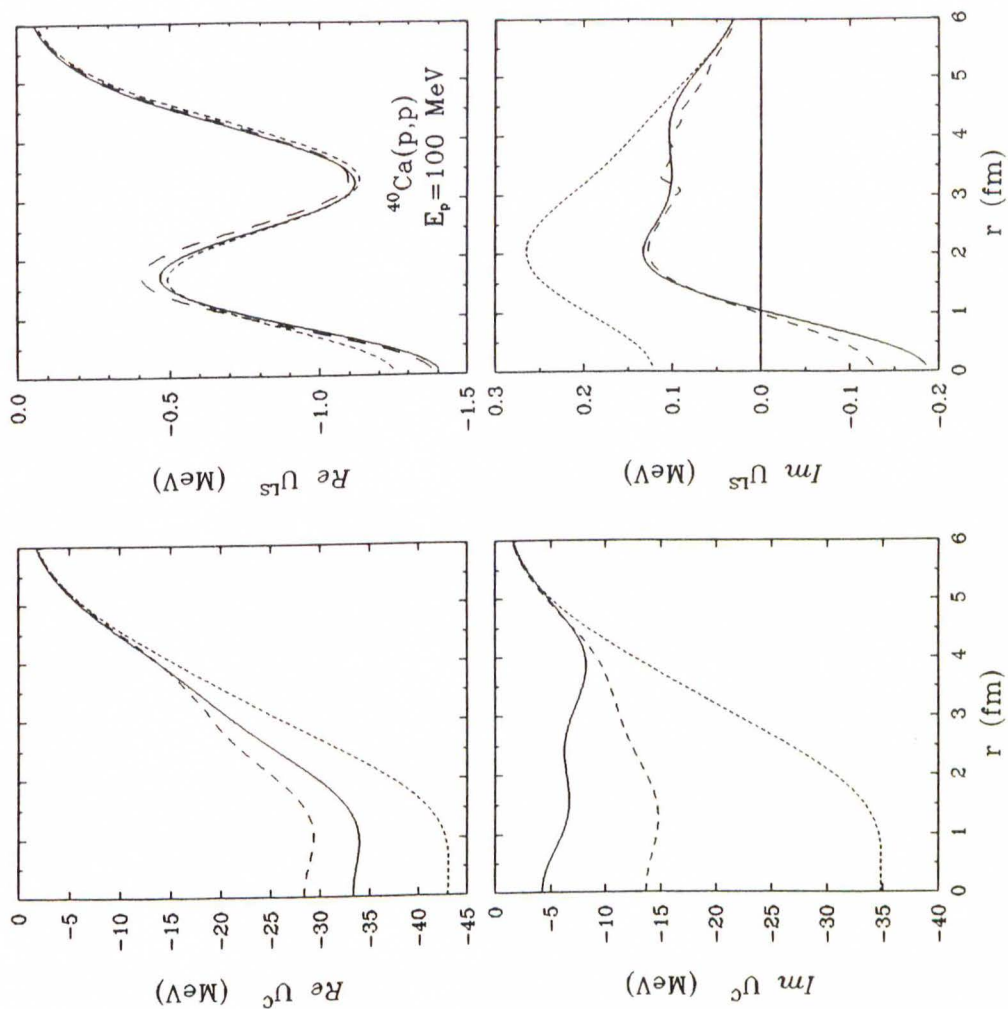 0
-5
-10
-15
-20
-25
-30
-35
-40
-45
Re U^C (MeV)
0.0
-0.5
-1.0
-1.5
Re U^LS (MeV)
⁴⁰Ca(p,p)
E_p=100 MeV
0
-5
-10
-15
-20
-25
-30
-35
-40
Im U^C (MeV)
0 1 2 3 4 5 6
r (fm)
0.3
0.2
0.1
0.0
-0.1
-0.2
Im U^LS (MeV)
0 1 2 3 4 5 6
r (fm)